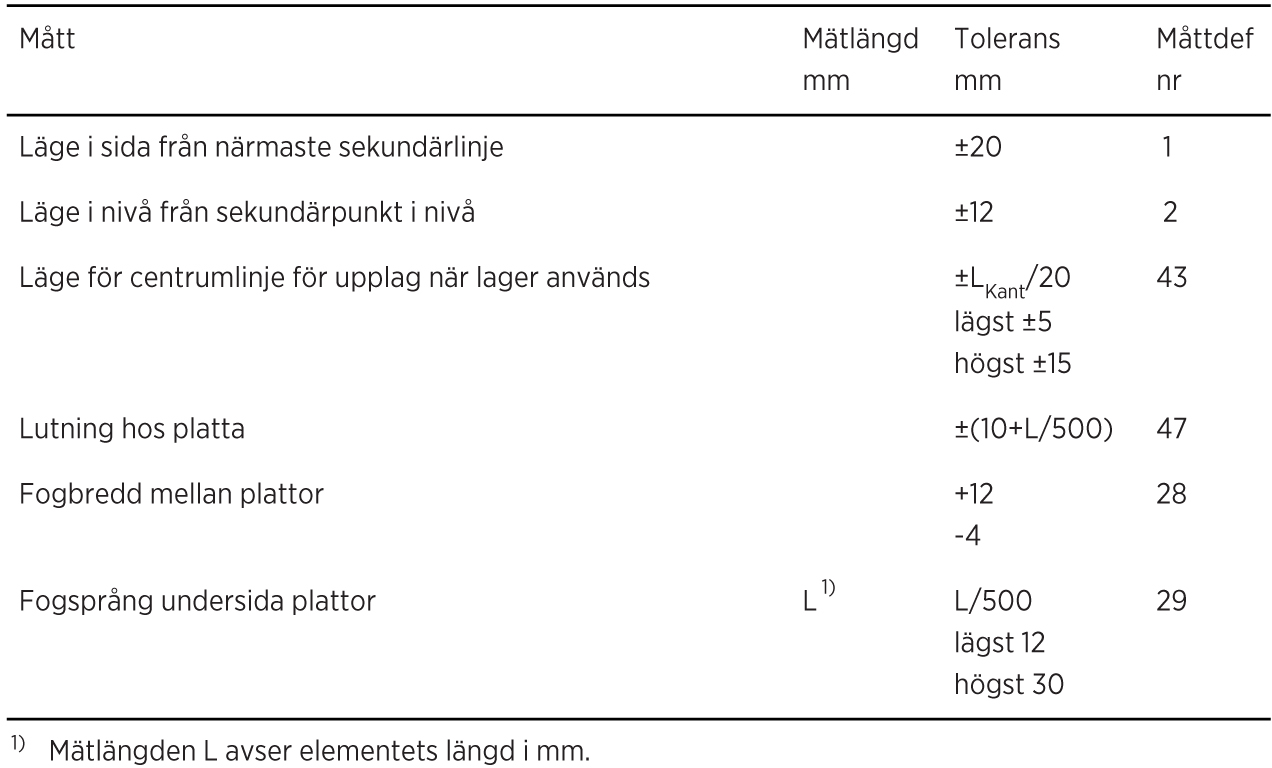 Mått Mätlängd Tolerans Måttdef
mm mm nr
Läge i sida från närmaste sekundärlinje ±20 1
Läge i nivå från sekundärpunkt i nivå ±12 2
Läge för centrumlinje för upplag när lager används ±L_Kant/20 43
lägst ±5
högst ±15
Lutning hos platta ±(10+L/500) 47
Fogbredd mellan plattor +12 28
-4
Fogsprång undersida plattor L 1) L/500 29
lägst 12
högst 30
1) Mätlängden L avser elementets längd i mm.